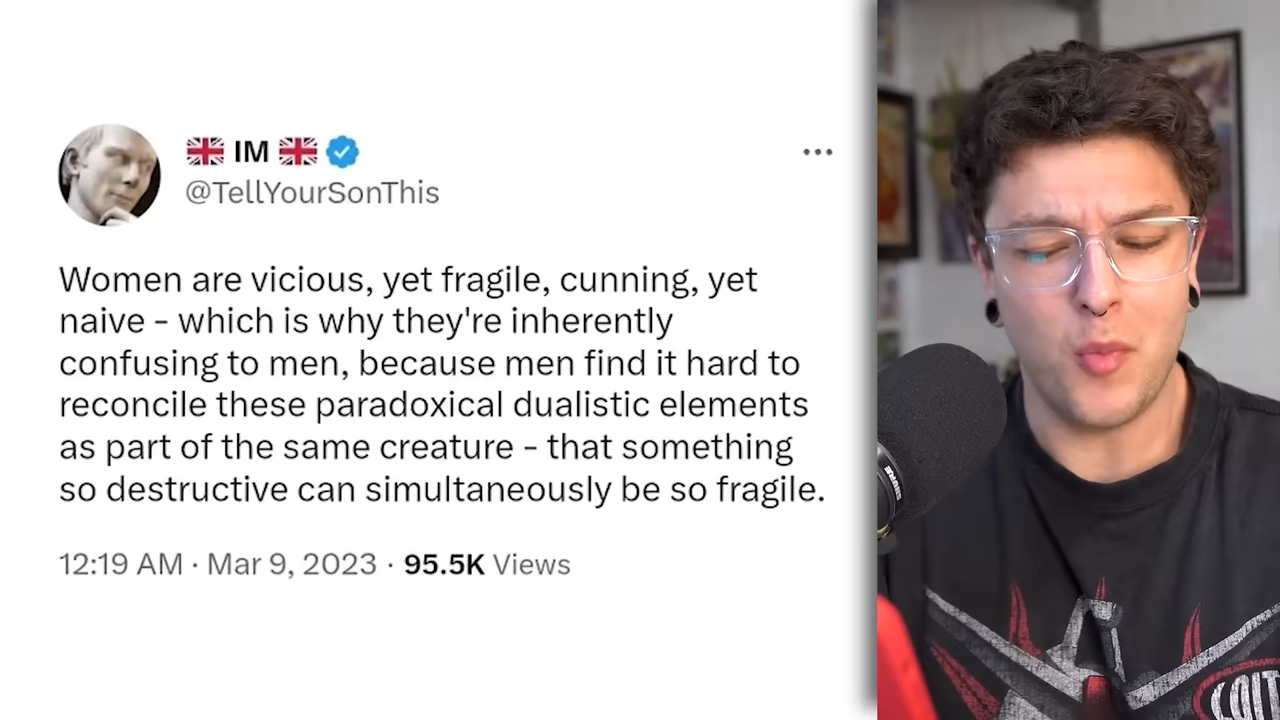 🇬🇧 IM 🇬🇧
@TellYourSonThis
Women are vicious, yet fragile, cunning, yet
naive - which is why they're inherently
confusing to men, because men find it hard to
reconcile these paradoxical dualistic elements
as part of the same creature - that something
so destructive can simultaneously be so fragile.
12:19 AM · Mar 9, 2023 · 95.5K Views
SHURE